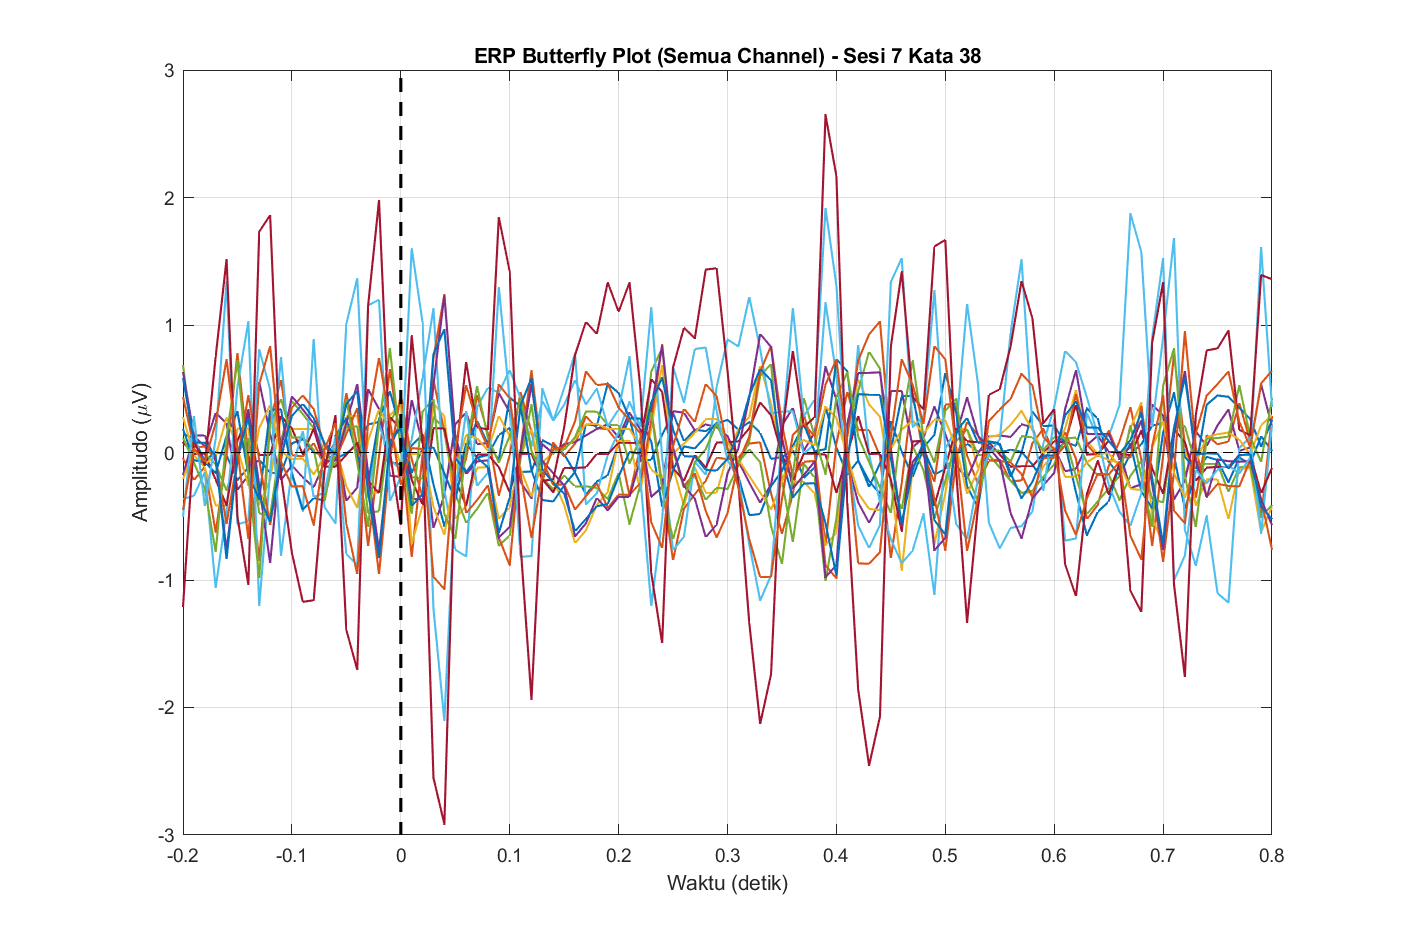 ERP Butterfly Plot (Semua Channel) - Sesi 7 Kata 38
3
2
1
0
-1
-2
-3
Amplitudo (μV)
-0.2 -0.1 0 0.1 0.2 0.3 0.4 0.5 0.6 0.7 0.8
Waktu (detik)